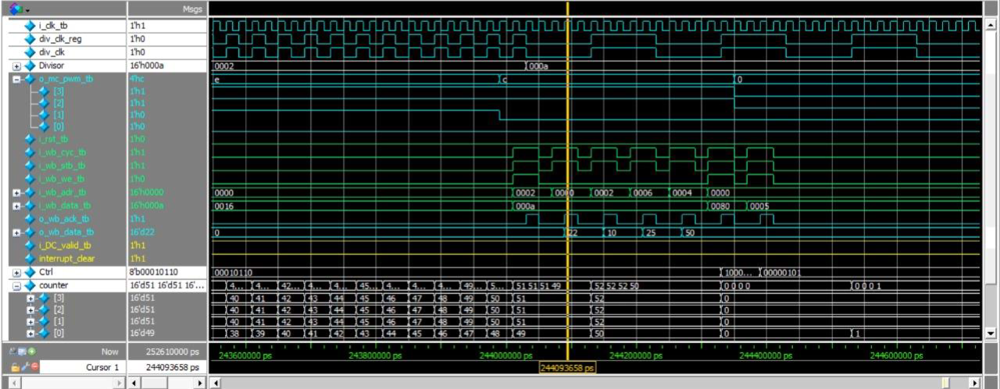 Msgs
i_clk_tb 1'h1
div_clk_reg 1'h0
div_clk 1'h0
Divisor 16'h000a 0002 000a
o_mc_pwm_tb 4'hc e c 0
[3] 1'h1
[2] 1'h1
[1] 1'h0
[0] 1'h0
i_rst_tb 1'h0
i_wb_cyc_tb 1'h1
i_wb_stb_tb 1'h1
i_wb_we_tb 1'h0
i_wb_adr_tb 16'h0000 0000 0002 0000 0002 0006 0004 0000
i_wb_data_tb 16'h000a 0016 000a 0080 0005
o_wb_ack_tb 1'h1
o_wb_data_tb 16'd22 0 22 10 25 50
i_DC_valid_tb 1'h1
interrupt_clear 1'h1
Ctrl 8'b00010110 00010110 1000... 00000101
counter 16'd51 16'd51 16'... 4... 4... 42... 4... 4... 45... 4... 4... 4... 49... 5... 51 51 51 49 52 52 52 50 0 0 0 0 0 0 0 1
[3] 16'd51 40 41 42 43 44 45 46 47 48 49 50 51 52 0
[2] 16'd51 40 41 42 43 44 45 46 47 48 49 50 51 52 0
[1] 16'd51 40 41 42 43 44 45 46 47 48 49 50 51 52 0
[0] 16'd49 38 39 40 41 42 43 44 45 46 47 48 49 50 0 1
Now 252610000 ps 243600000 ps 243800000 ps 244000000 ps 244200000 ps 244400000 ps 244600000 ps
Cursor 1 244093658 ps 244093658 ps